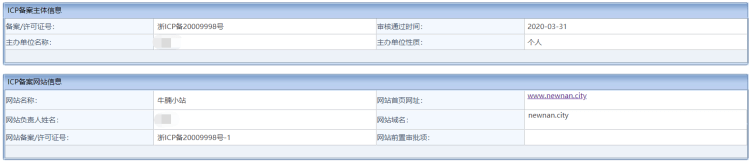 ICP备案主体信息
备案/许可证号： 浙ICP备20009998号 审核通过时间： 2020-03-31
主办单位名称： 主办单位性质： 个人
ICP备案网站信息
网站名称： 牛腩小站 网站首页网址： www.newnan.city
网站负责人姓名： 网站域名： newnan.city
网站备案/许可证号： 浙ICP备20009998号-1 网站前置审批项：